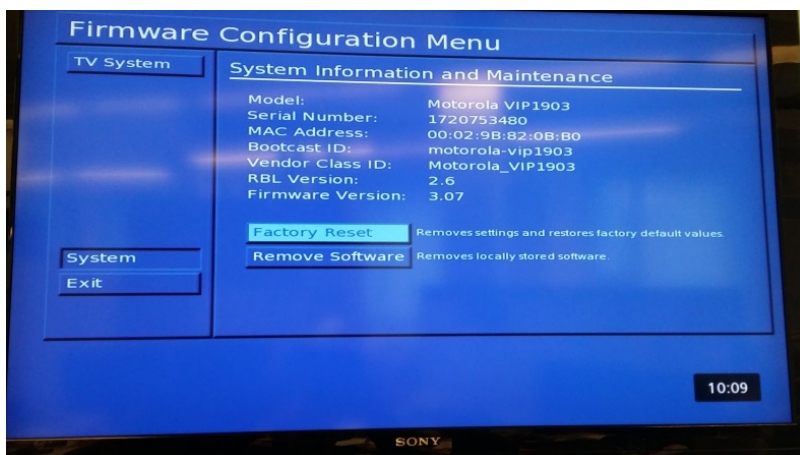 Firmware Configuration Menu
TV System
System Information and Maintenance
Model: Motorola VIP1903
Serial Number: 1720753480
MAC Address: 00:02:9B:82:0B:B0
Bootcast ID: motorola-vip1903
Vendor Class ID: Motorola_VIP1903
RBL Version: 2.6
Firmware Version: 3.07
Factory Reset Removes settings and restores factory default values.
System
Remove Software Removes locally stored software.
Exit
10:09
SONY